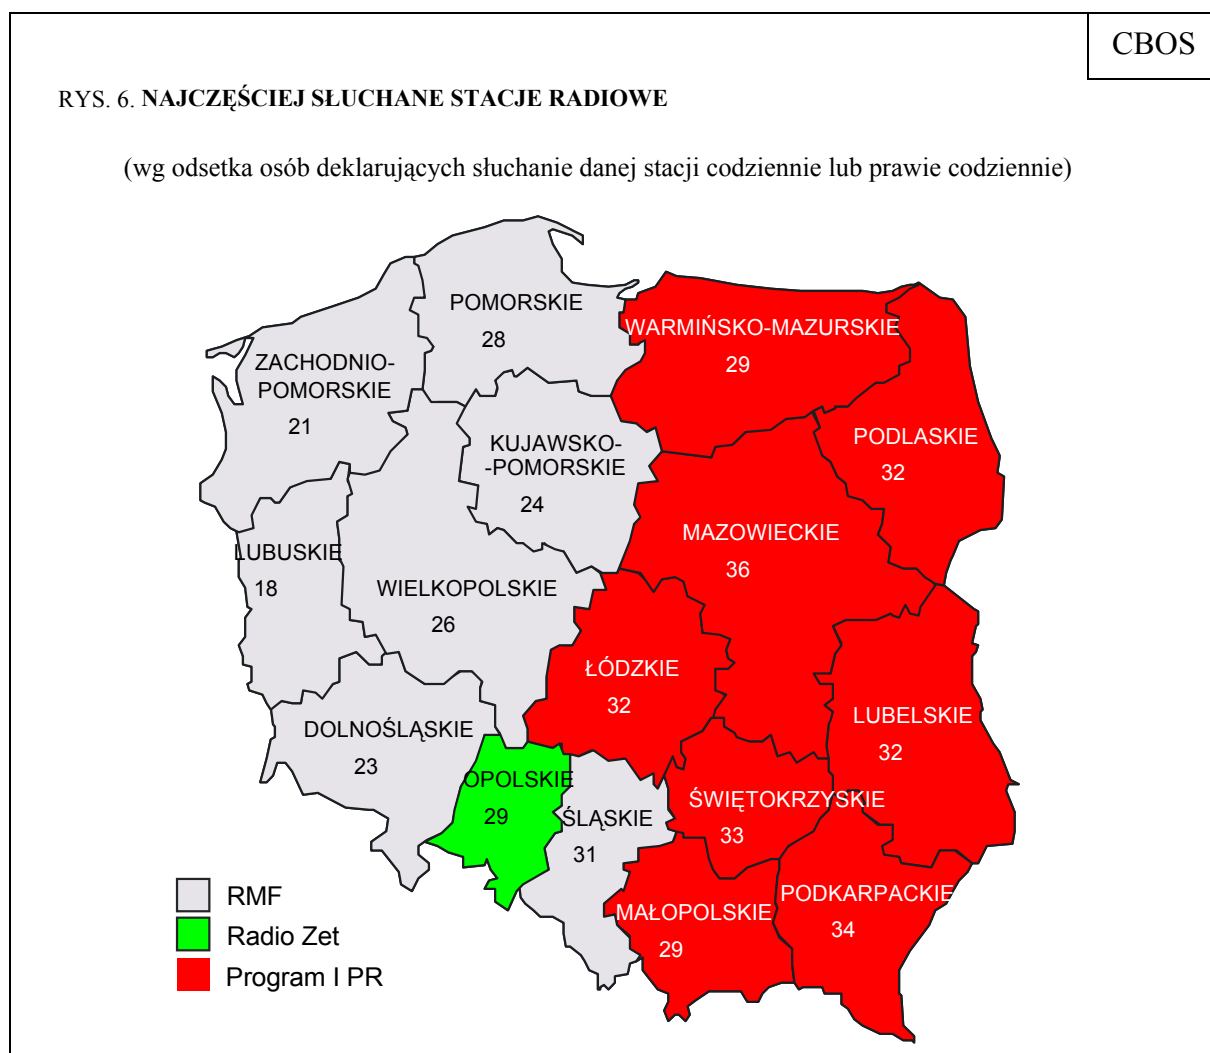 CBOS
RYS. 6. NAJCZĘŚCIEJ SŁUCHANE STACJE RADIOWE
(wg odsetka osób deklarujących słuchanie danej stacji codziennie lub prawie codziennie)
POMORSKIE
28
WARMIŃSKO-MAZURSKIE
29
ZACHODNIO-
POMORSKIE
21
KUJAWSKO-
-POMORSKIE
24
PODLASKIE
32
MAZOWIECKIE
36
LUBUSKIE
18
WIELKOPOLSKIE
26
ŁÓDZKIE
32
LUBELSKIE
32
DOLNOŚLĄSKIE
23
OPOLSKIE
29
ŚLĄSKIE
31
ŚWIĘTOKRZYSKIE
33
MAŁOPOLSKIE
29
PODKARPACKIE
34
RMF
Radio Zet
Program I PR